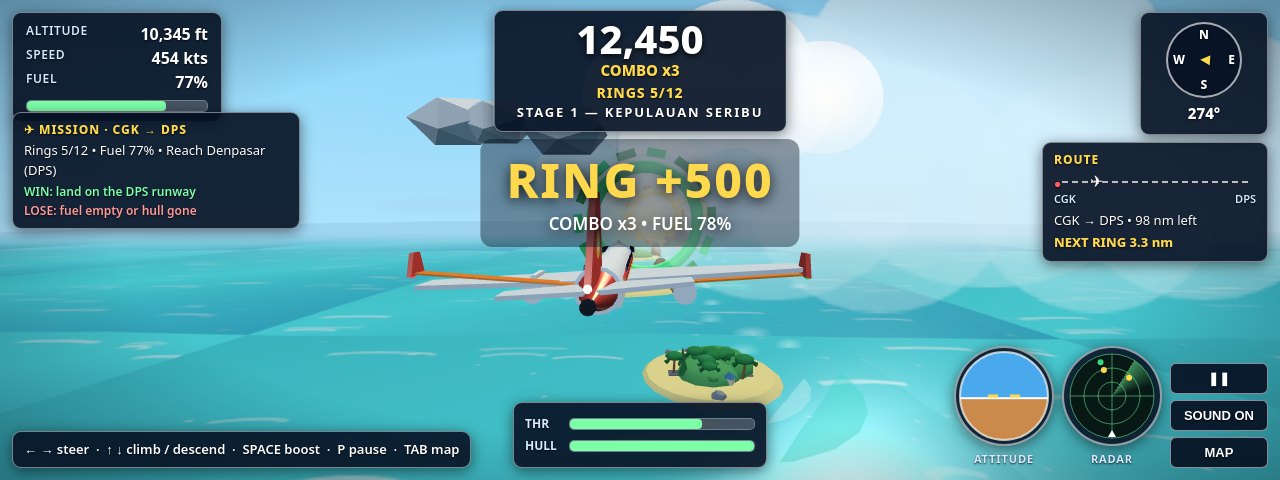 ALTITUDE 10,345 ft
SPEED 454 kts
FUEL 77%
✈ MISSION · CGK → DPS
Rings 5/12 • Fuel 77% • Reach Denpasar
(DPS)
WIN: land on the DPS runway
LOSE: fuel empty or hull gone
12,450
COMBO x3
RINGS 5/12
STAGE 1 — KEPULAUAN SERIBU
RING +500
COMBO x3 • FUEL 78%
N
W E
S
274°
ROUTE
CGK DPS
CGK → DPS • 98 nm left
NEXT RING 3.3 nm
← → steer · ↑ ↓ climb / descend · SPACE boost · P pause · TAB map
THR
HULL
ATTITUDE
RADAR
SOUND ON
MAP